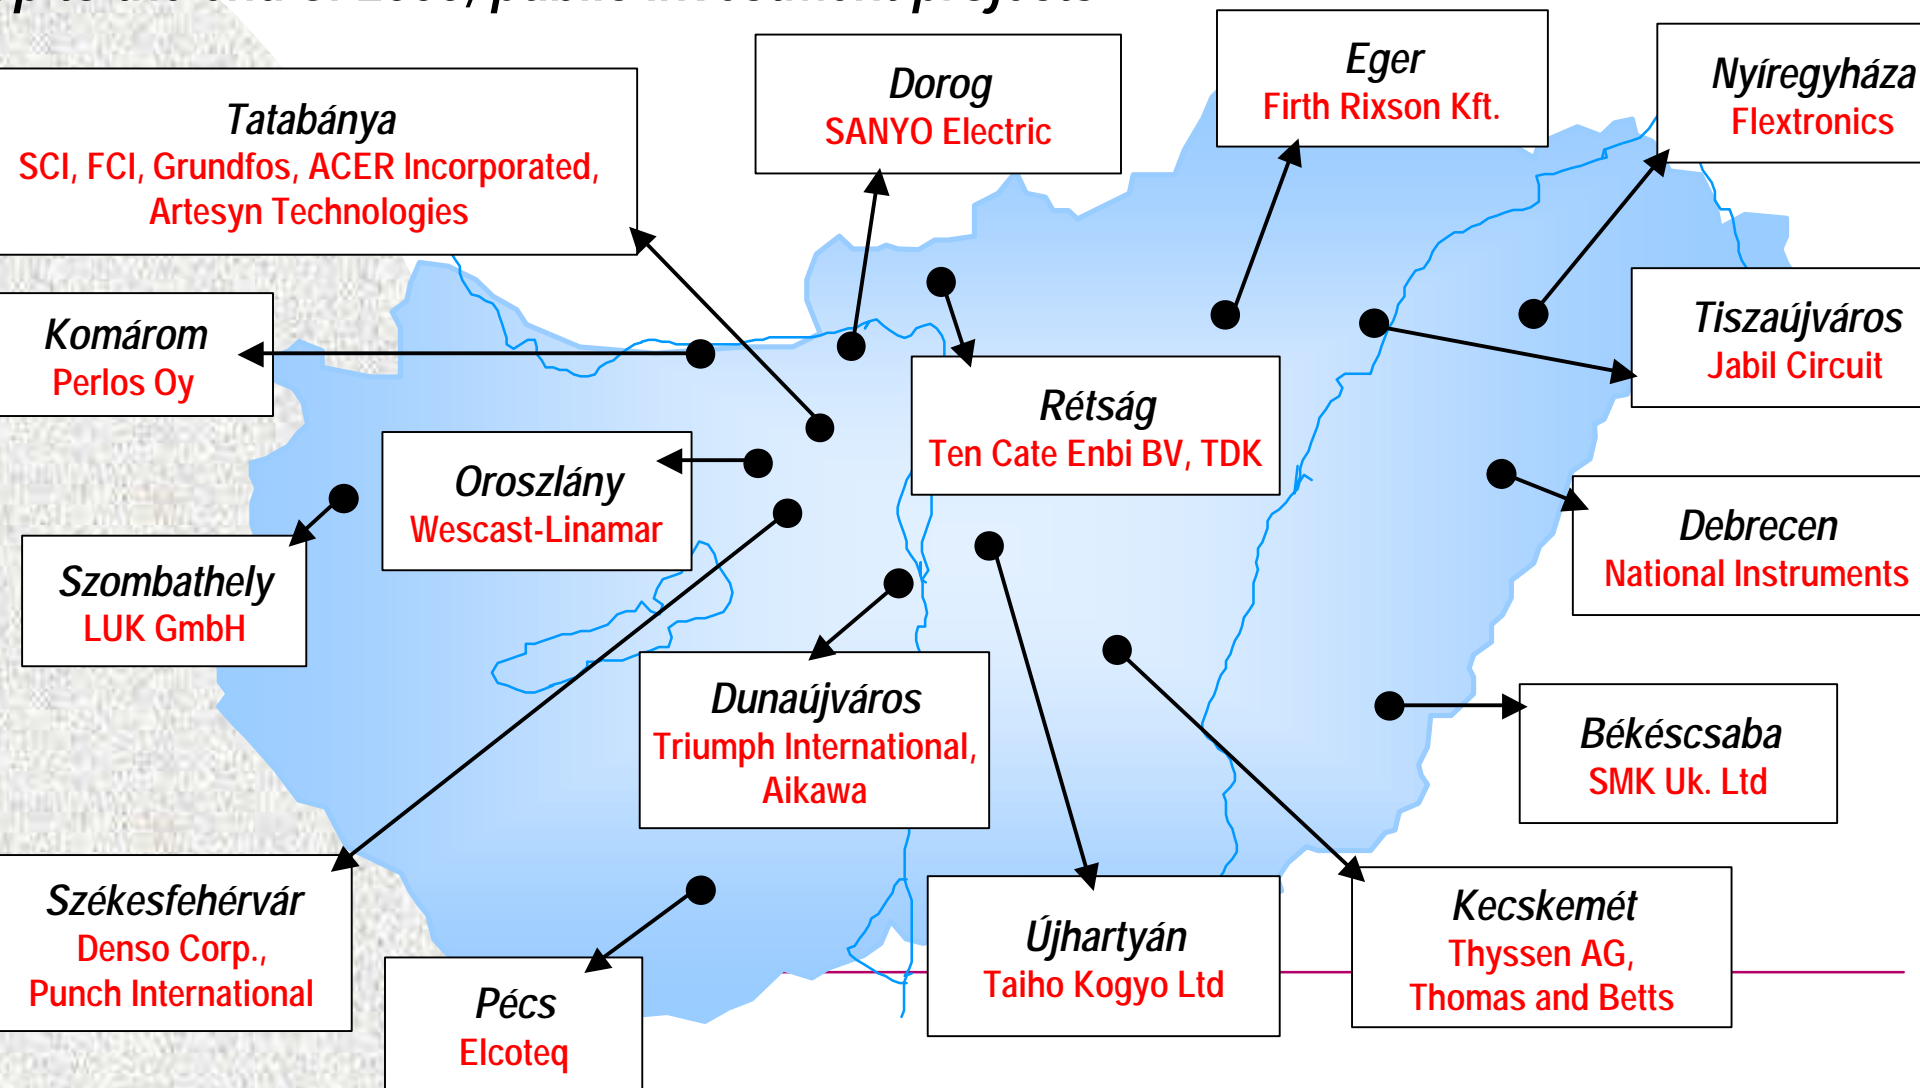 public investment projects
Dorog
SANYO Electric
Eger
Firth Rixson Kft.
Nyíregyháza
Flextronics
Tatabánya
SCI, FCI, Grundfos, ACER Incorporated,
Artesyn Technologies
Komárom
Perlos Oy
Tiszaújváros
Jabil Circuit
Rétság
Ten Cate Enbi BV, TDK
Oroszlány
Wescast-Linamar
Debrecen
National Instruments
Szombathely
LUK GmbH
Dunaújváros
Triumph International,
Aikawa
Békéscsaba
SMK Uk. Ltd
Székesfehérvár
Denso Corp.,
Punch International
Pécs
Elcoteq
Újhartyán
Taiho Kogyo Ltd
Kecskemét
Thyssen AG,
Thomas and Betts